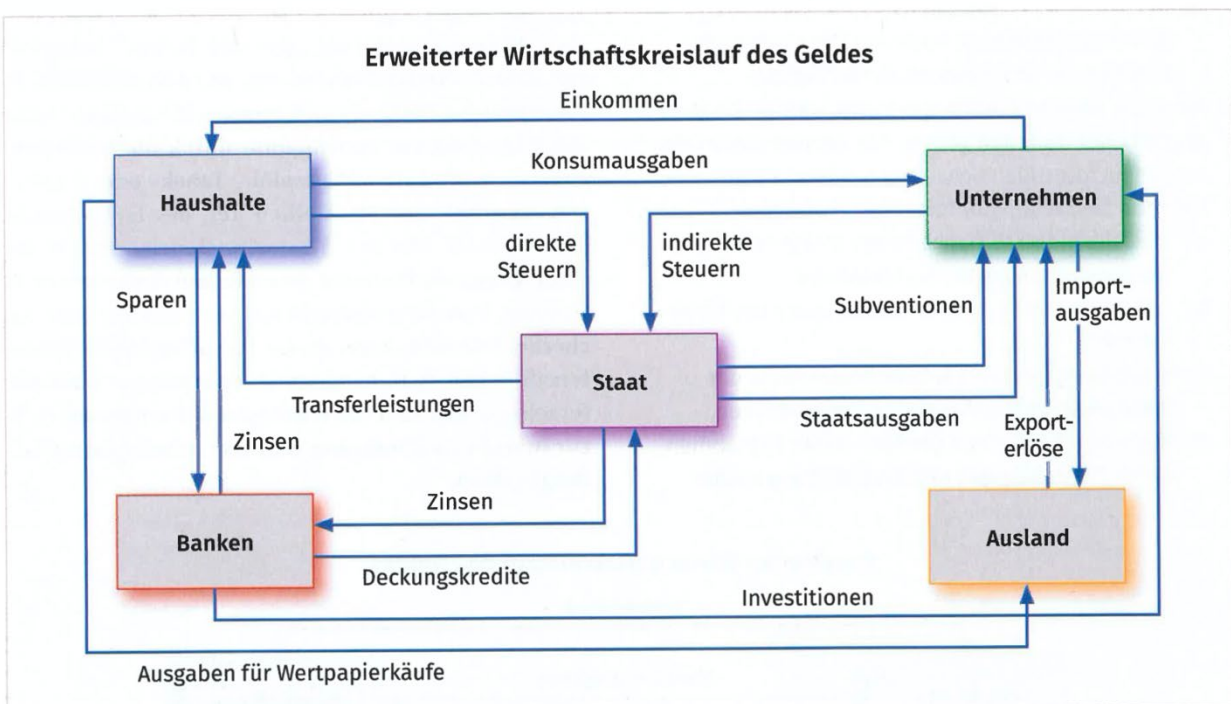 Erweiterter Wirtschaftskreislauf des Geldes
Einkommen
Konsumausgaben
Haushalte
Unternehmen
direkte
Steuern
indirekte
Steuern
Sparen
Subventionen
Import-
ausgaben
Staat
Transferleistungen
Staatsausgaben
Zinsen
Export-
erlöse
Zinsen
Banken
Ausland
Deckungskredite
Investitionen
Ausgaben für Wertpapierkäufe